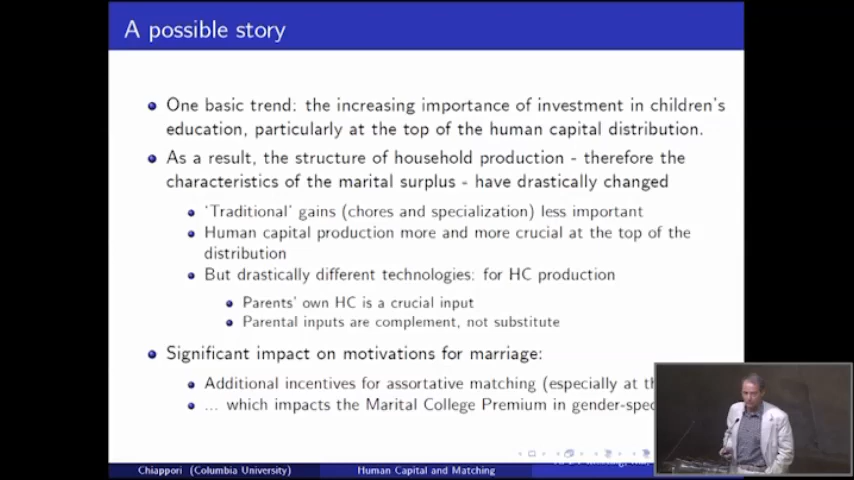 A possible story
One basic trend: the increasing importance of investment in children's
education, particularly at the top of the human capital distribution.
As a result, the structure of household production - therefore the
characteristics of the marital surplus - have drastically changed
'Traditional' gains (chores and specialization) less important
Human capital production more and more crucial at the top of the
distribution
But drastically different technologies: for HC production
Parents' own HC is a crucial input
Parental inputs are complement, not substitute
Significant impact on motivations for marriage:
Additional incentives for assortative matching (especially at
... which impacts the Marital College Premium in
Chiappori (Columbia University)
Human Capital and Matching